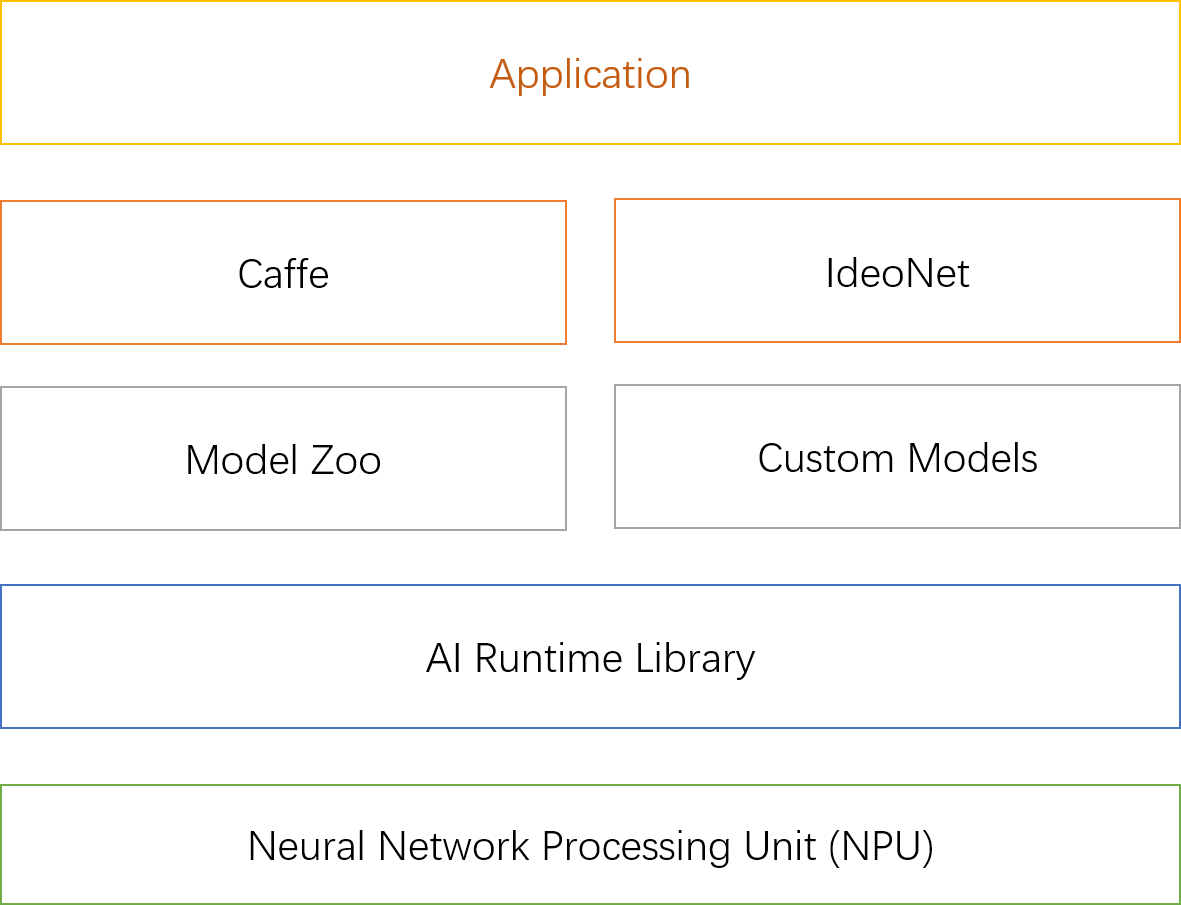 Application
Caffe
IdeoNet
Model Zoo
Custom Models
AI Runtime Library
Neural Network Processing Unit (NPU)